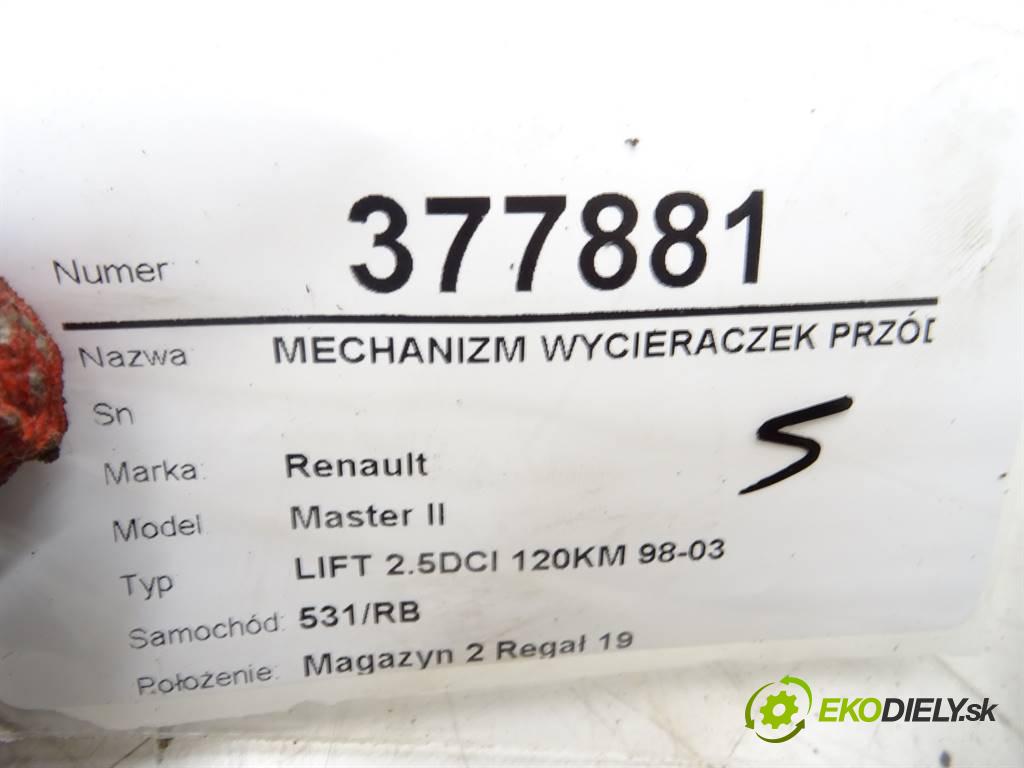 Numer 377881
Nazwa MECHANIZM WYCIERACZEK PRZÓD
Sn
Marka: Renault
Model Master II
Typ LIFT 2.5DCI 120KM 98-03
Samochód: 531/RB
Położenie: Magazyn 2 Regał 19
S
EKODIELY.sk